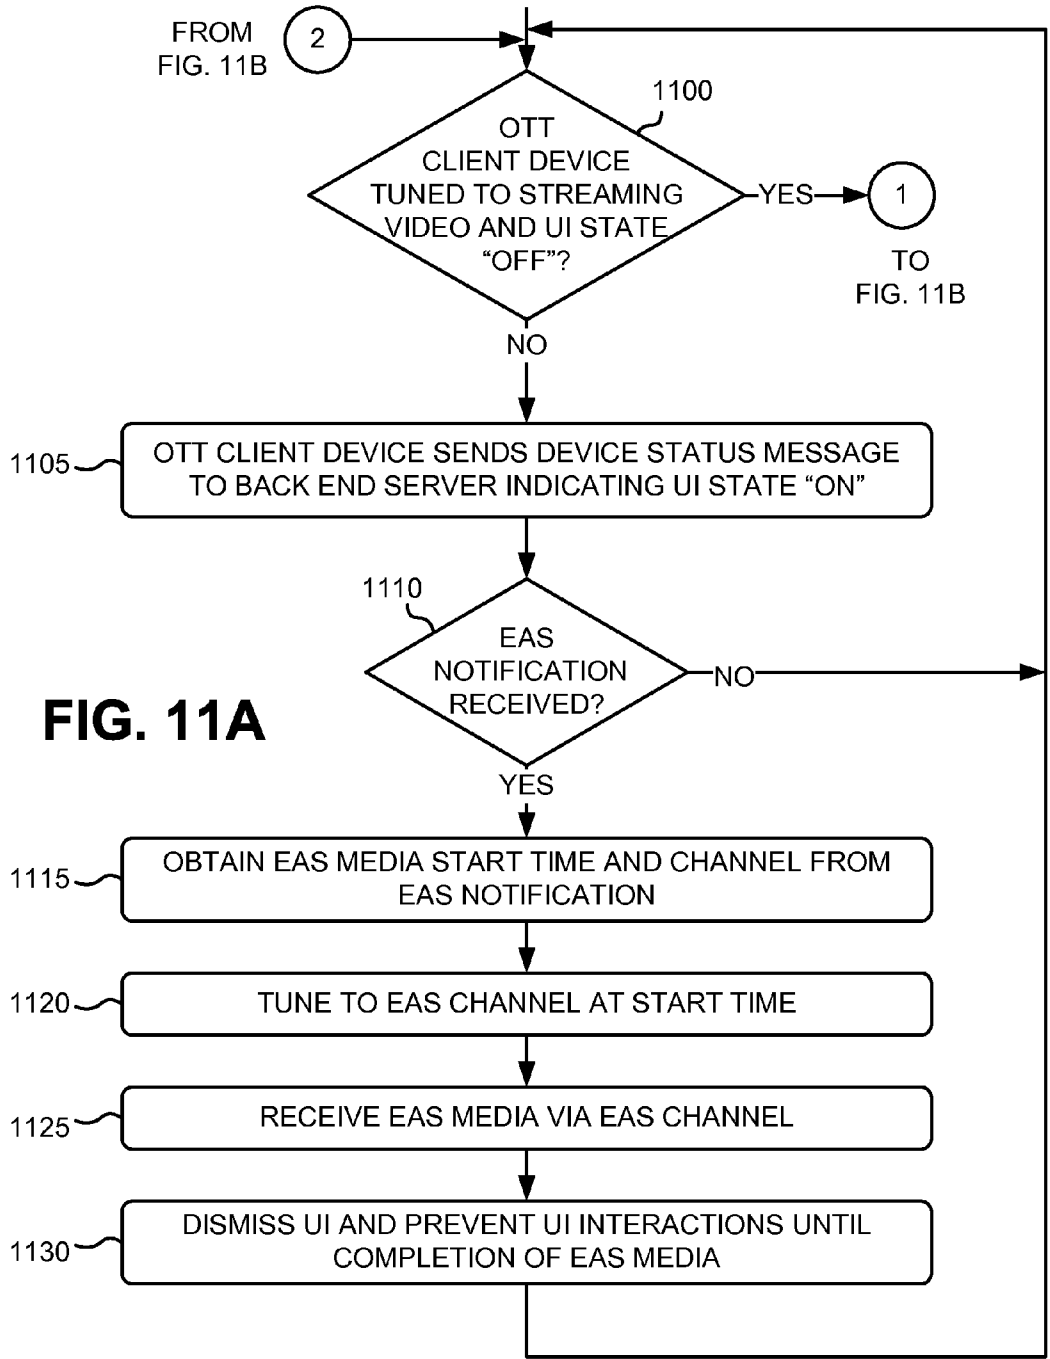 FROM
FIG. 11B
2
1100
OTT
CLIENT DEVICE
TUNED TO STREAMING
VIDEO AND UI STATE
“OFF”?
YES
1
TO
FIG. 11B
NO
1105
OTT CLIENT DEVICE SENDS DEVICE STATUS MESSAGE
TO BACK END SERVER INDICATING UI STATE “ON”
1110
EAS
NOTIFICATION
RECEIVED?
NO
FIG. 11A
YES
1115
OBTAIN EAS MEDIA START TIME AND CHANNEL FROM
EAS NOTIFICATION
1120
TUNE TO EAS CHANNEL AT START TIME
1125
RECEIVE EAS MEDIA VIA EAS CHANNEL
1130
DISMISS UI AND PREVENT UI INTERACTIONS UNTIL
COMPLETION OF EAS MEDIA